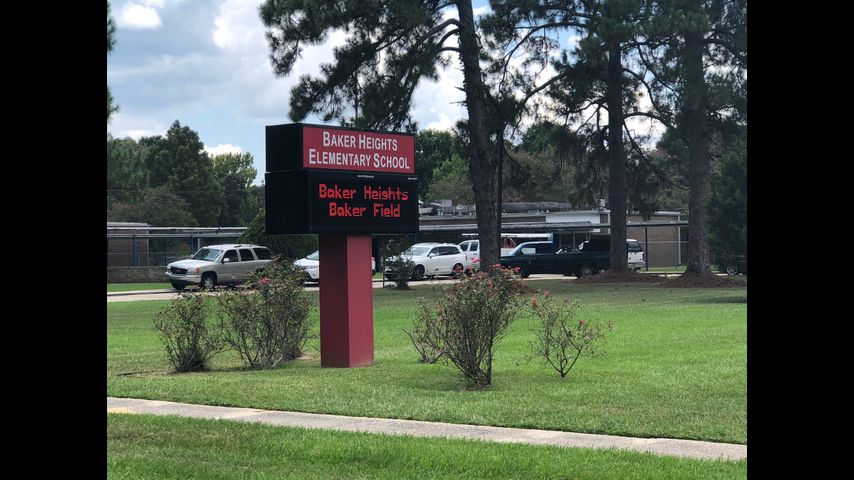 BAKER HEIGHTS
ELEMENTARY SCHOOL
Baker Heights
Baker Field